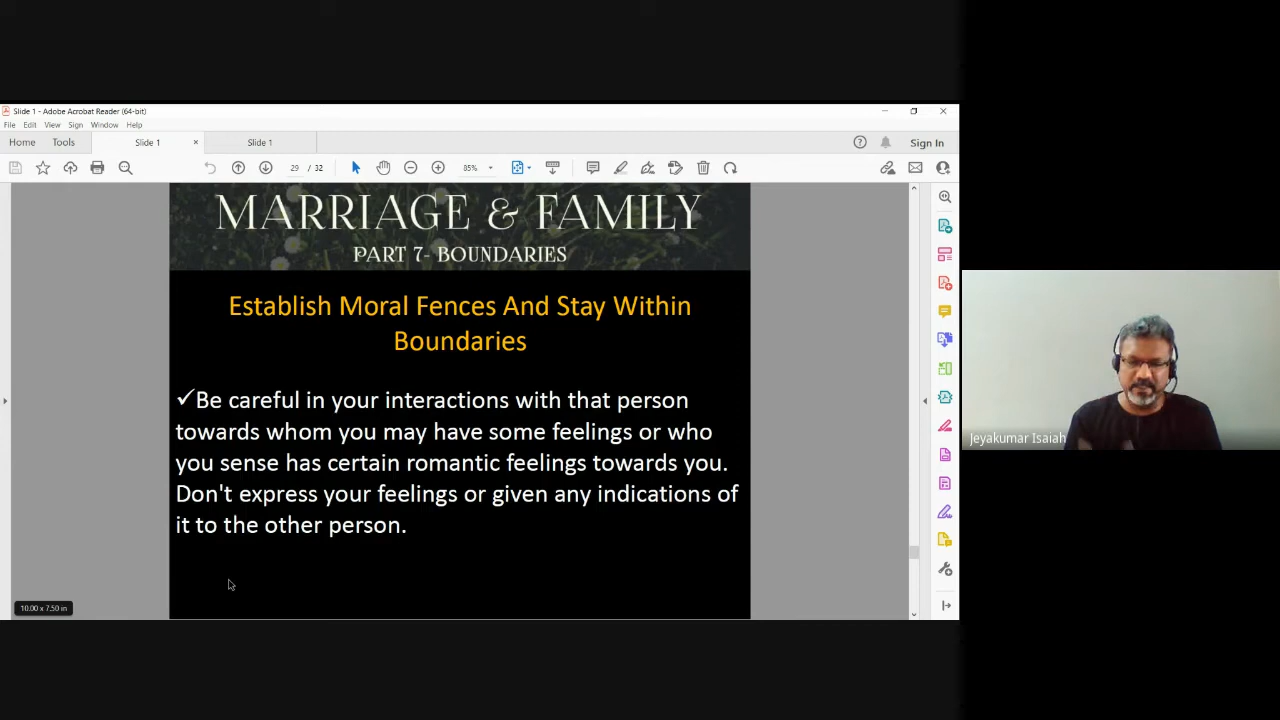 Slide 1 - Adobe Acrobat Reader (64-bit)
File Edit View Sign Window Help
Home Tools Slide 1 Slide 1 Sign In
29 / 32 85%
MARRIAGE & FAMILY
PART 7- BOUNDARIES
Establish Moral Fences And Stay Within
Boundaries
✓Be careful in your interactions with that person
towards whom you may have some feelings or who
you sense has certain romantic feelings towards you.
Don't express your feelings or given any indications of
it to the other person.
10.00 x 7.50 in
Jeyakumar Isaiah